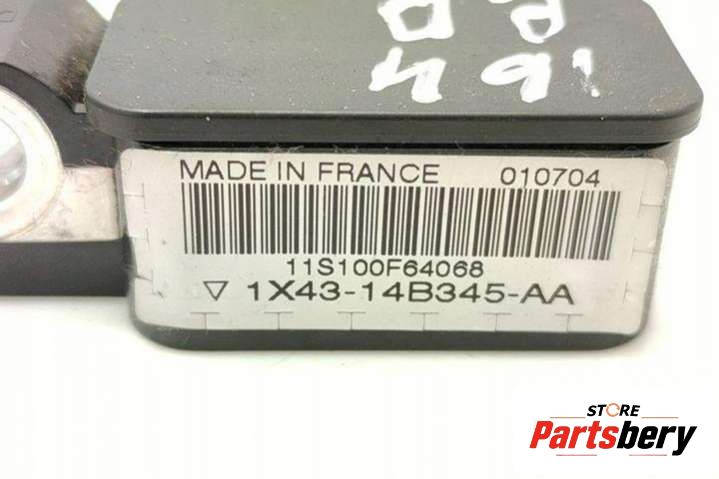 MADE IN FRANCE 010704
11S100F64068
▽ 1X43-14B345-AA
STORE
Partsbery